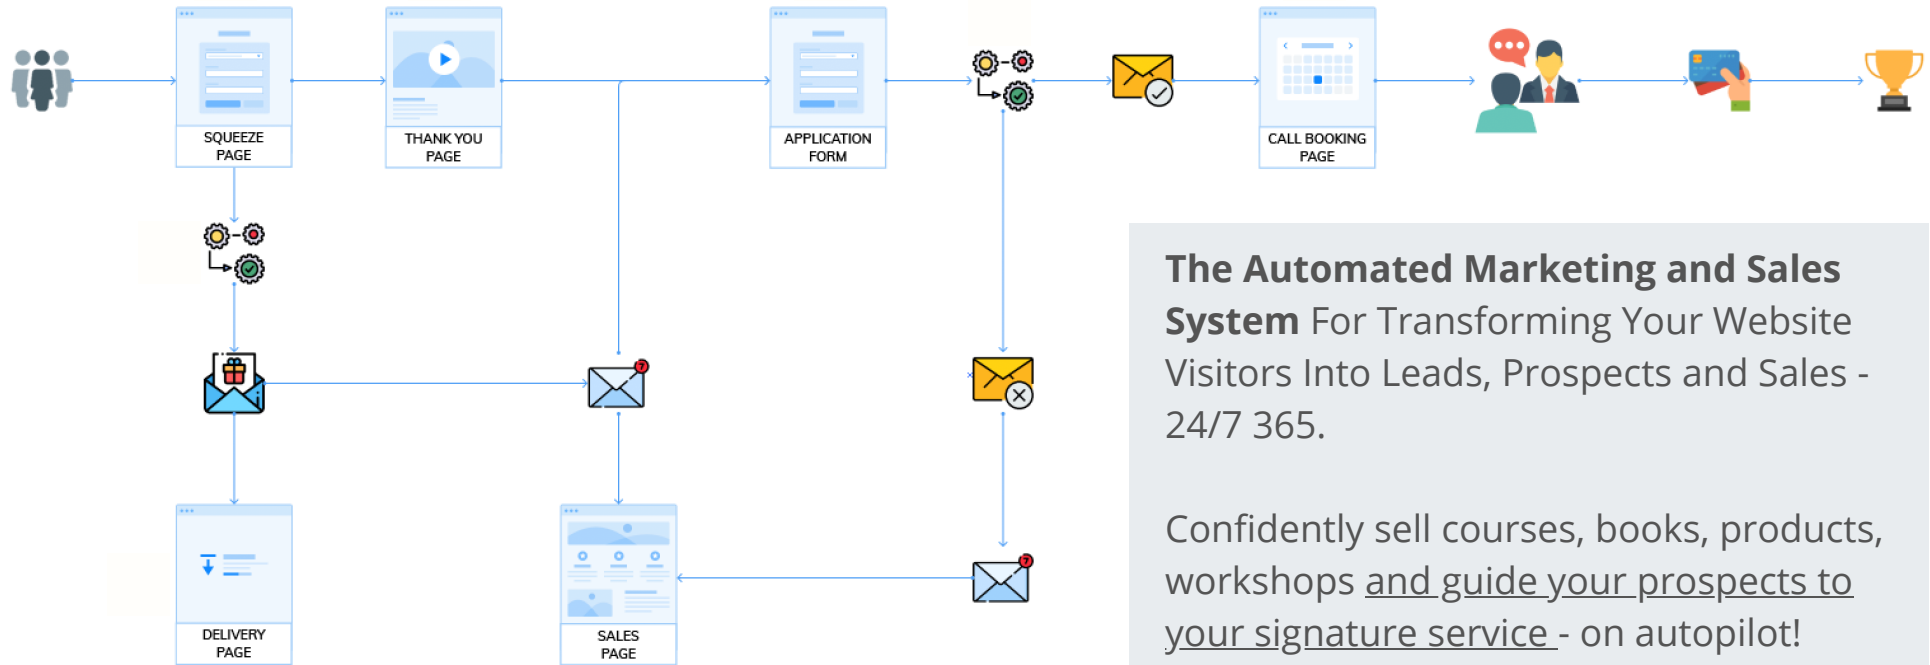 SQUEEZE
PAGE
THANK YOU
PAGE
APPLICATION
FORM
CALL BOOKING
PAGE
The Automated Marketing and Sales
System For Transforming Your Website
Visitors Into Leads, Prospects and Sales -
24/7 365.
Confidently sell courses, books, products,
workshops and guide your prospects to
your signature service - on autopilot!
7
7
DELIVERY
PAGE
SALES
PAGE